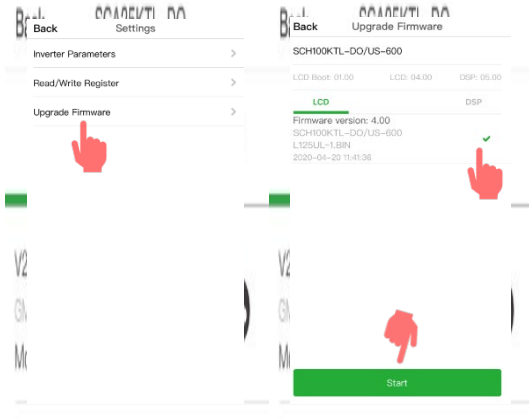 Back
Settings
Inverter Parameters
Read/Write Register
Upgrade Firmware
Back
Upgrade Firmware
SCH100KTL-DO/US-600
LCD Boot: 01.00 LCD: 04.00 DSP: 05.00
LCD DSP
Firmware version: 4.00
SCH100KTL-DO/US-600
L125UL-1.BIN
2020-04-20 11:41:36
Start